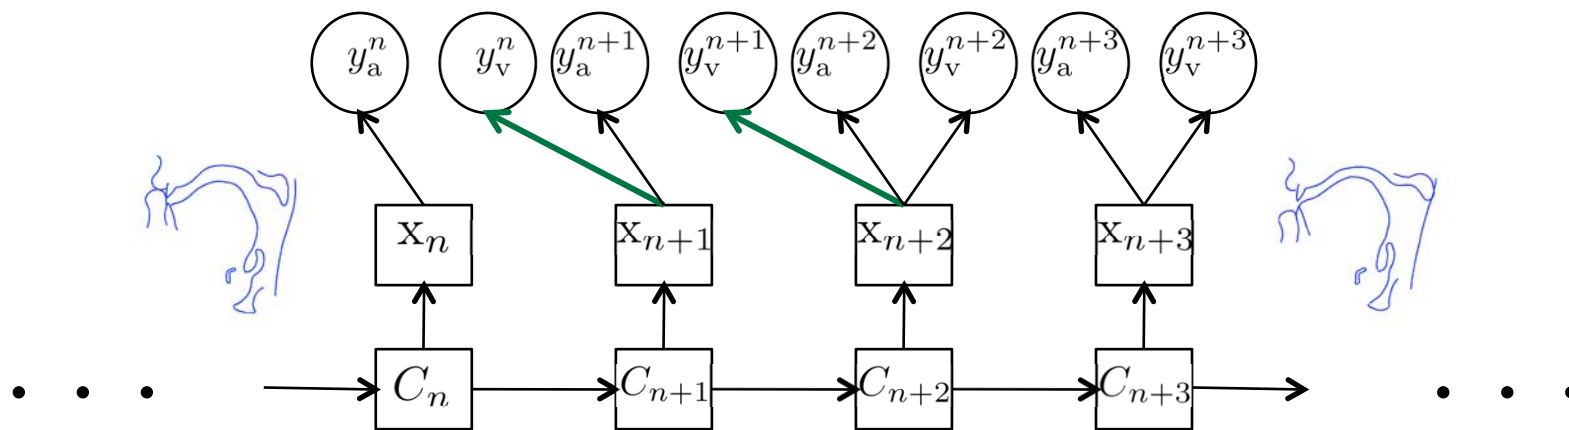 y_a^n y_v^n y_a^{n+1} y_v^{n+1} y_a^{n+2} y_v^{n+2} y_a^{n+3} y_v^{n+3}
x_n x_{n+1} x_{n+2} x_{n+3}
. . . C_n C_{n+1} C_{n+2} C_{n+3} . . .